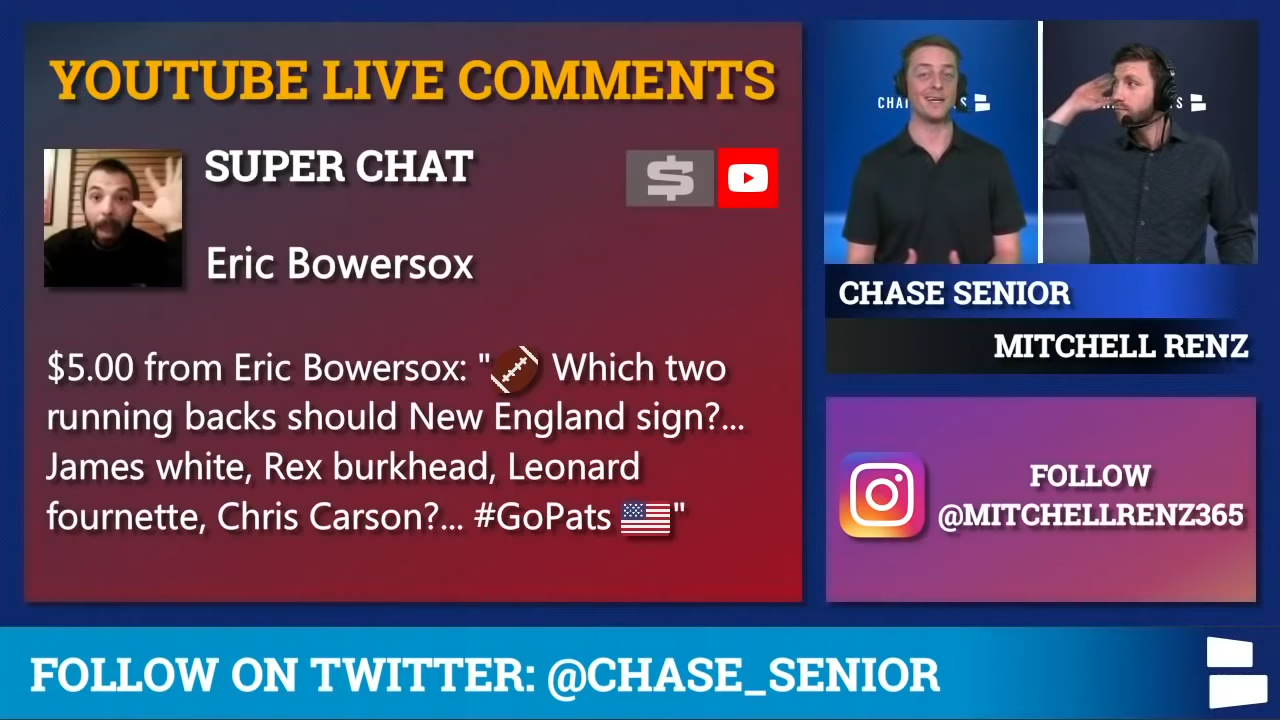 YOUTUBE LIVE COMMENTS
SUPER CHAT
Eric Bowersox
$5.00 from Eric Bowersox: "🏈 Which two
running backs should New England sign?...
James white, Rex burkhead, Leonard
fournette, Chris Carson?... #GoPats 🇺🇸"
CHASE SENIOR
MITCHELL RENZ
FOLLOW
@MITCHELLRENZ365
FOLLOW ON TWITTER: @CHASE_SENIOR